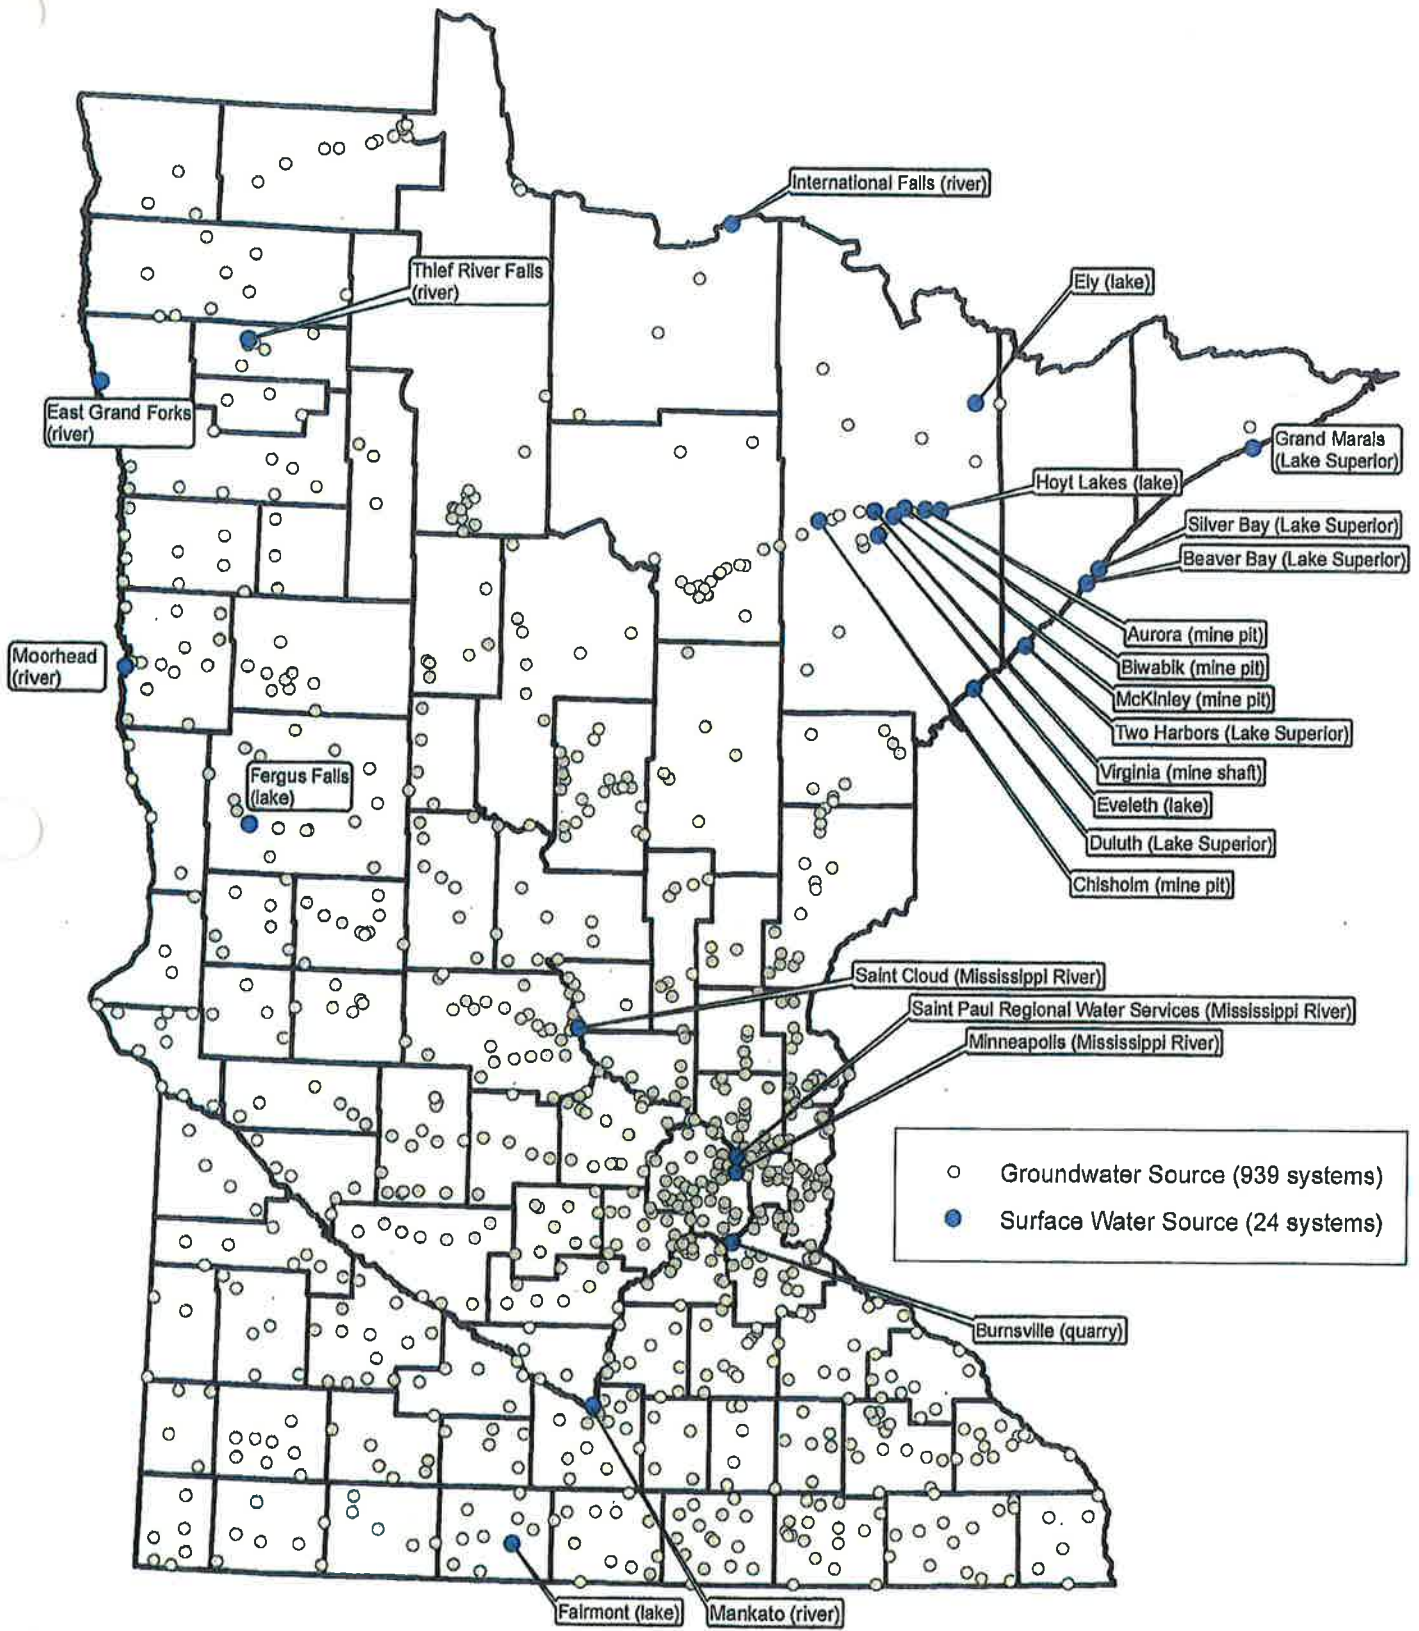 International Falls (river)
Thief River Falls
(river)
Ely (lake)
East Grand Forks
(river)
Grand Marais
(Lake Superior)
Hoyt Lakes (lake)
Silver Bay (Lake Superior)
Beaver Bay (Lake Superior)
Aurora (mine pit)
Moorhead
(river)
Biwabik (mine pit)
McKinley (mine pit)
Two Harbors (Lake Superior)
Virginia (mine shaft)
Fergus Falls
(lake)
Eveleth (lake)
Duluth (Lake Superior)
Chisholm (mine pit)
Saint Cloud (Mississippi River)
Saint Paul Regional Water Services (Mississippi River)
Minneapolis (Mississippi River)
Groundwater Source (939 systems)
Surface Water Source (24 systems)
Burnsville (quarry)
Fairmont (lake)
Mankato (river)